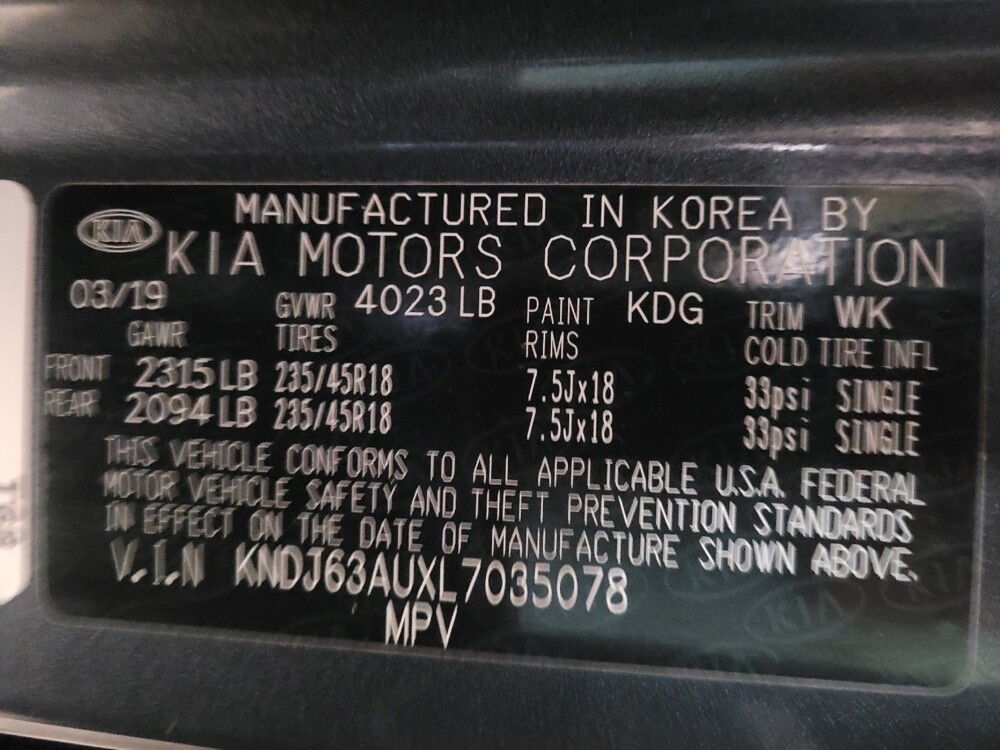 MANUFACTURED IN KOREA BY
KIA KIA MOTORS CORPORATION
03/19 GVWR 4023 LB PAINT KDG TRIM WK
GAWR TIRES RIMS COLD TIRE INFL
FRONT 2315 LB 235/45R18 7.5Jx18 33psi SINGLE
REAR 2094 LB 235/45R18 7.5Jx18 33psi SINGLE
THIS VEHICLE CONFORMS TO ALL APPLICABLE U.S.A. FEDERAL
MOTOR VEHICLE SAFETY AND THEFT PREVENTION STANDARDS
IN EFFECT ON THE DATE OF MANUFACTURE SHOWN ABOVE.
V.I.N KNDJ63AUXL7035078
MPV